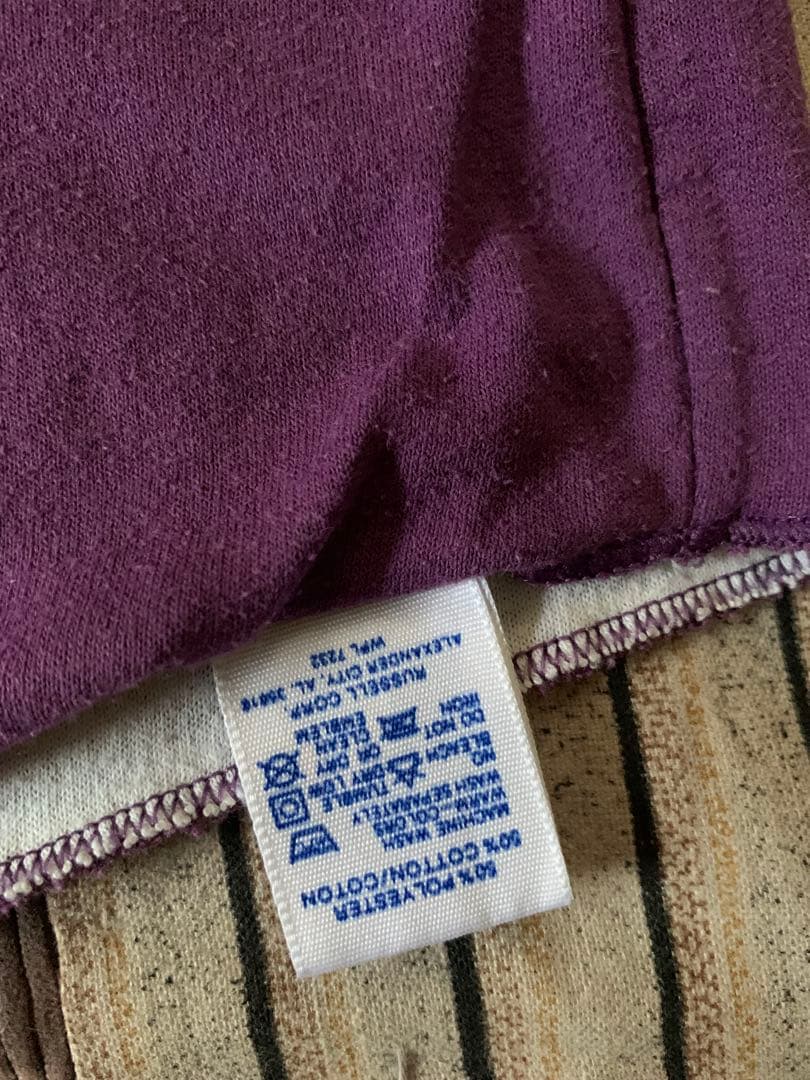 50% POLYESTER
50% COTTON/COTON
MACHINE WASH
WARM-COLORS
WASH SEPARATELY
NO TUMBLE
BLEACH DRY LOW
DO NOT OR DRY CLEAN
IRON EMBLEM
RUSSELL CORP.
ALEXANDER CITY, AL 35010
WPL 7232